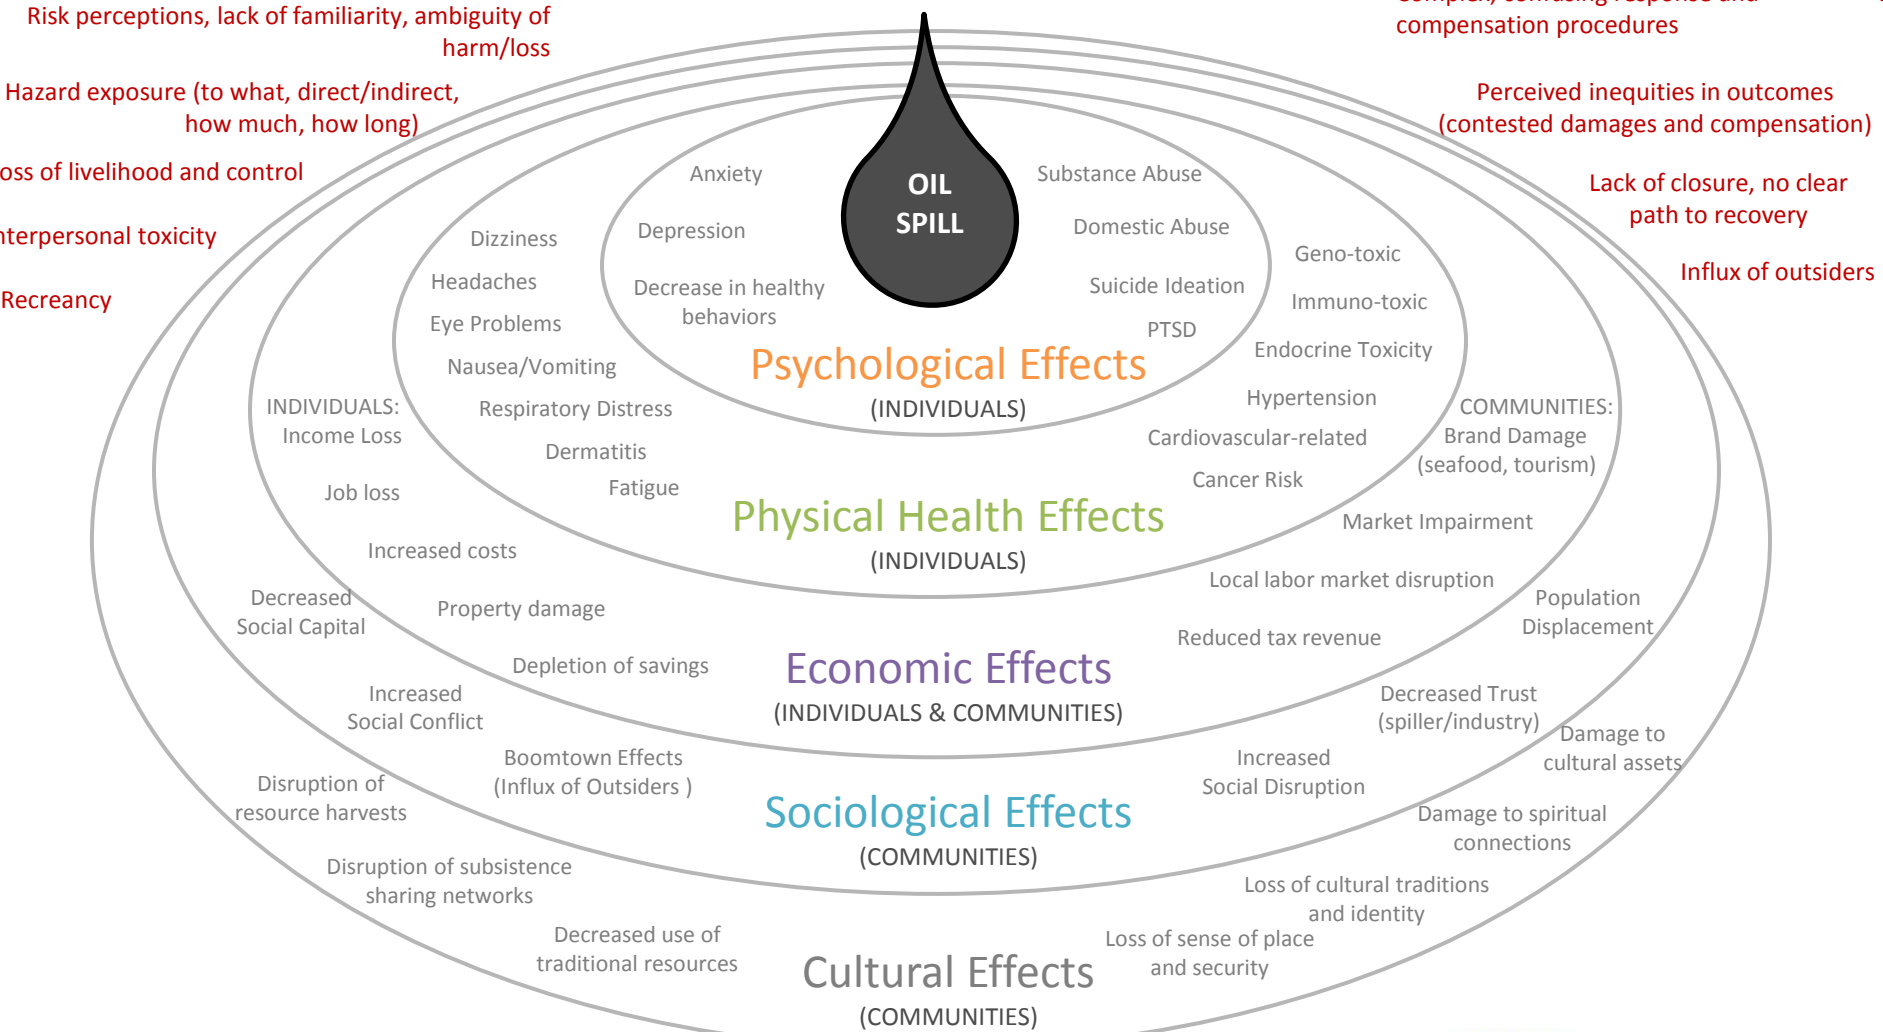 Risk perceptions, lack of familiarity, ambiguity of
harm/loss
Hazard exposure (to what, direct/indirect,
how much, how long)
oss of livelihood and control
nterpersonal toxicity
Recreancy
compensation procedures
Perceived inequities in outcomes
(contested damages and compensation)
Lack of closure, no clear
path to recovery
Influx of outsiders
OIL
SPILL
Anxiety
Depression
Decrease in healthy
behaviors
Substance Abuse
Domestic Abuse
Suicide Ideation
PTSD
Psychological Effects
(INDIVIDUALS)
Dizziness
Headaches
Eye Problems
Nausea/Vomiting
Respiratory Distress
Dermatitis
Fatigue
Geno-toxic
Immuno-toxic
Endocrine Toxicity
Hypertension
Cardiovascular-related
Cancer Risk
Physical Health Effects
(INDIVIDUALS)
INDIVIDUALS:
Income Loss
Job loss
Increased costs
Property damage
Depletion of savings
COMMUNITIES:
Brand Damage
(seafood, tourism)
Market Impairment
Local labor market disruption
Reduced tax revenue
Economic Effects
(INDIVIDUALS & COMMUNITIES)
Decreased
Social Capital
Increased
Social Conflict
Boomtown Effects
(Influx of Outsiders )
Population
Displacement
Decreased Trust
(spiller/industry)
Increased
Social Disruption
Sociological Effects
(COMMUNITIES)
Disruption of
resource harvests
Disruption of subsistence
sharing networks
Decreased use of
traditional resources
Damage to
cultural assets
Damage to spiritual
connections
Loss of cultural traditions
and identity
Loss of sense of place
and security
Cultural Effects
(COMMUNITIES)